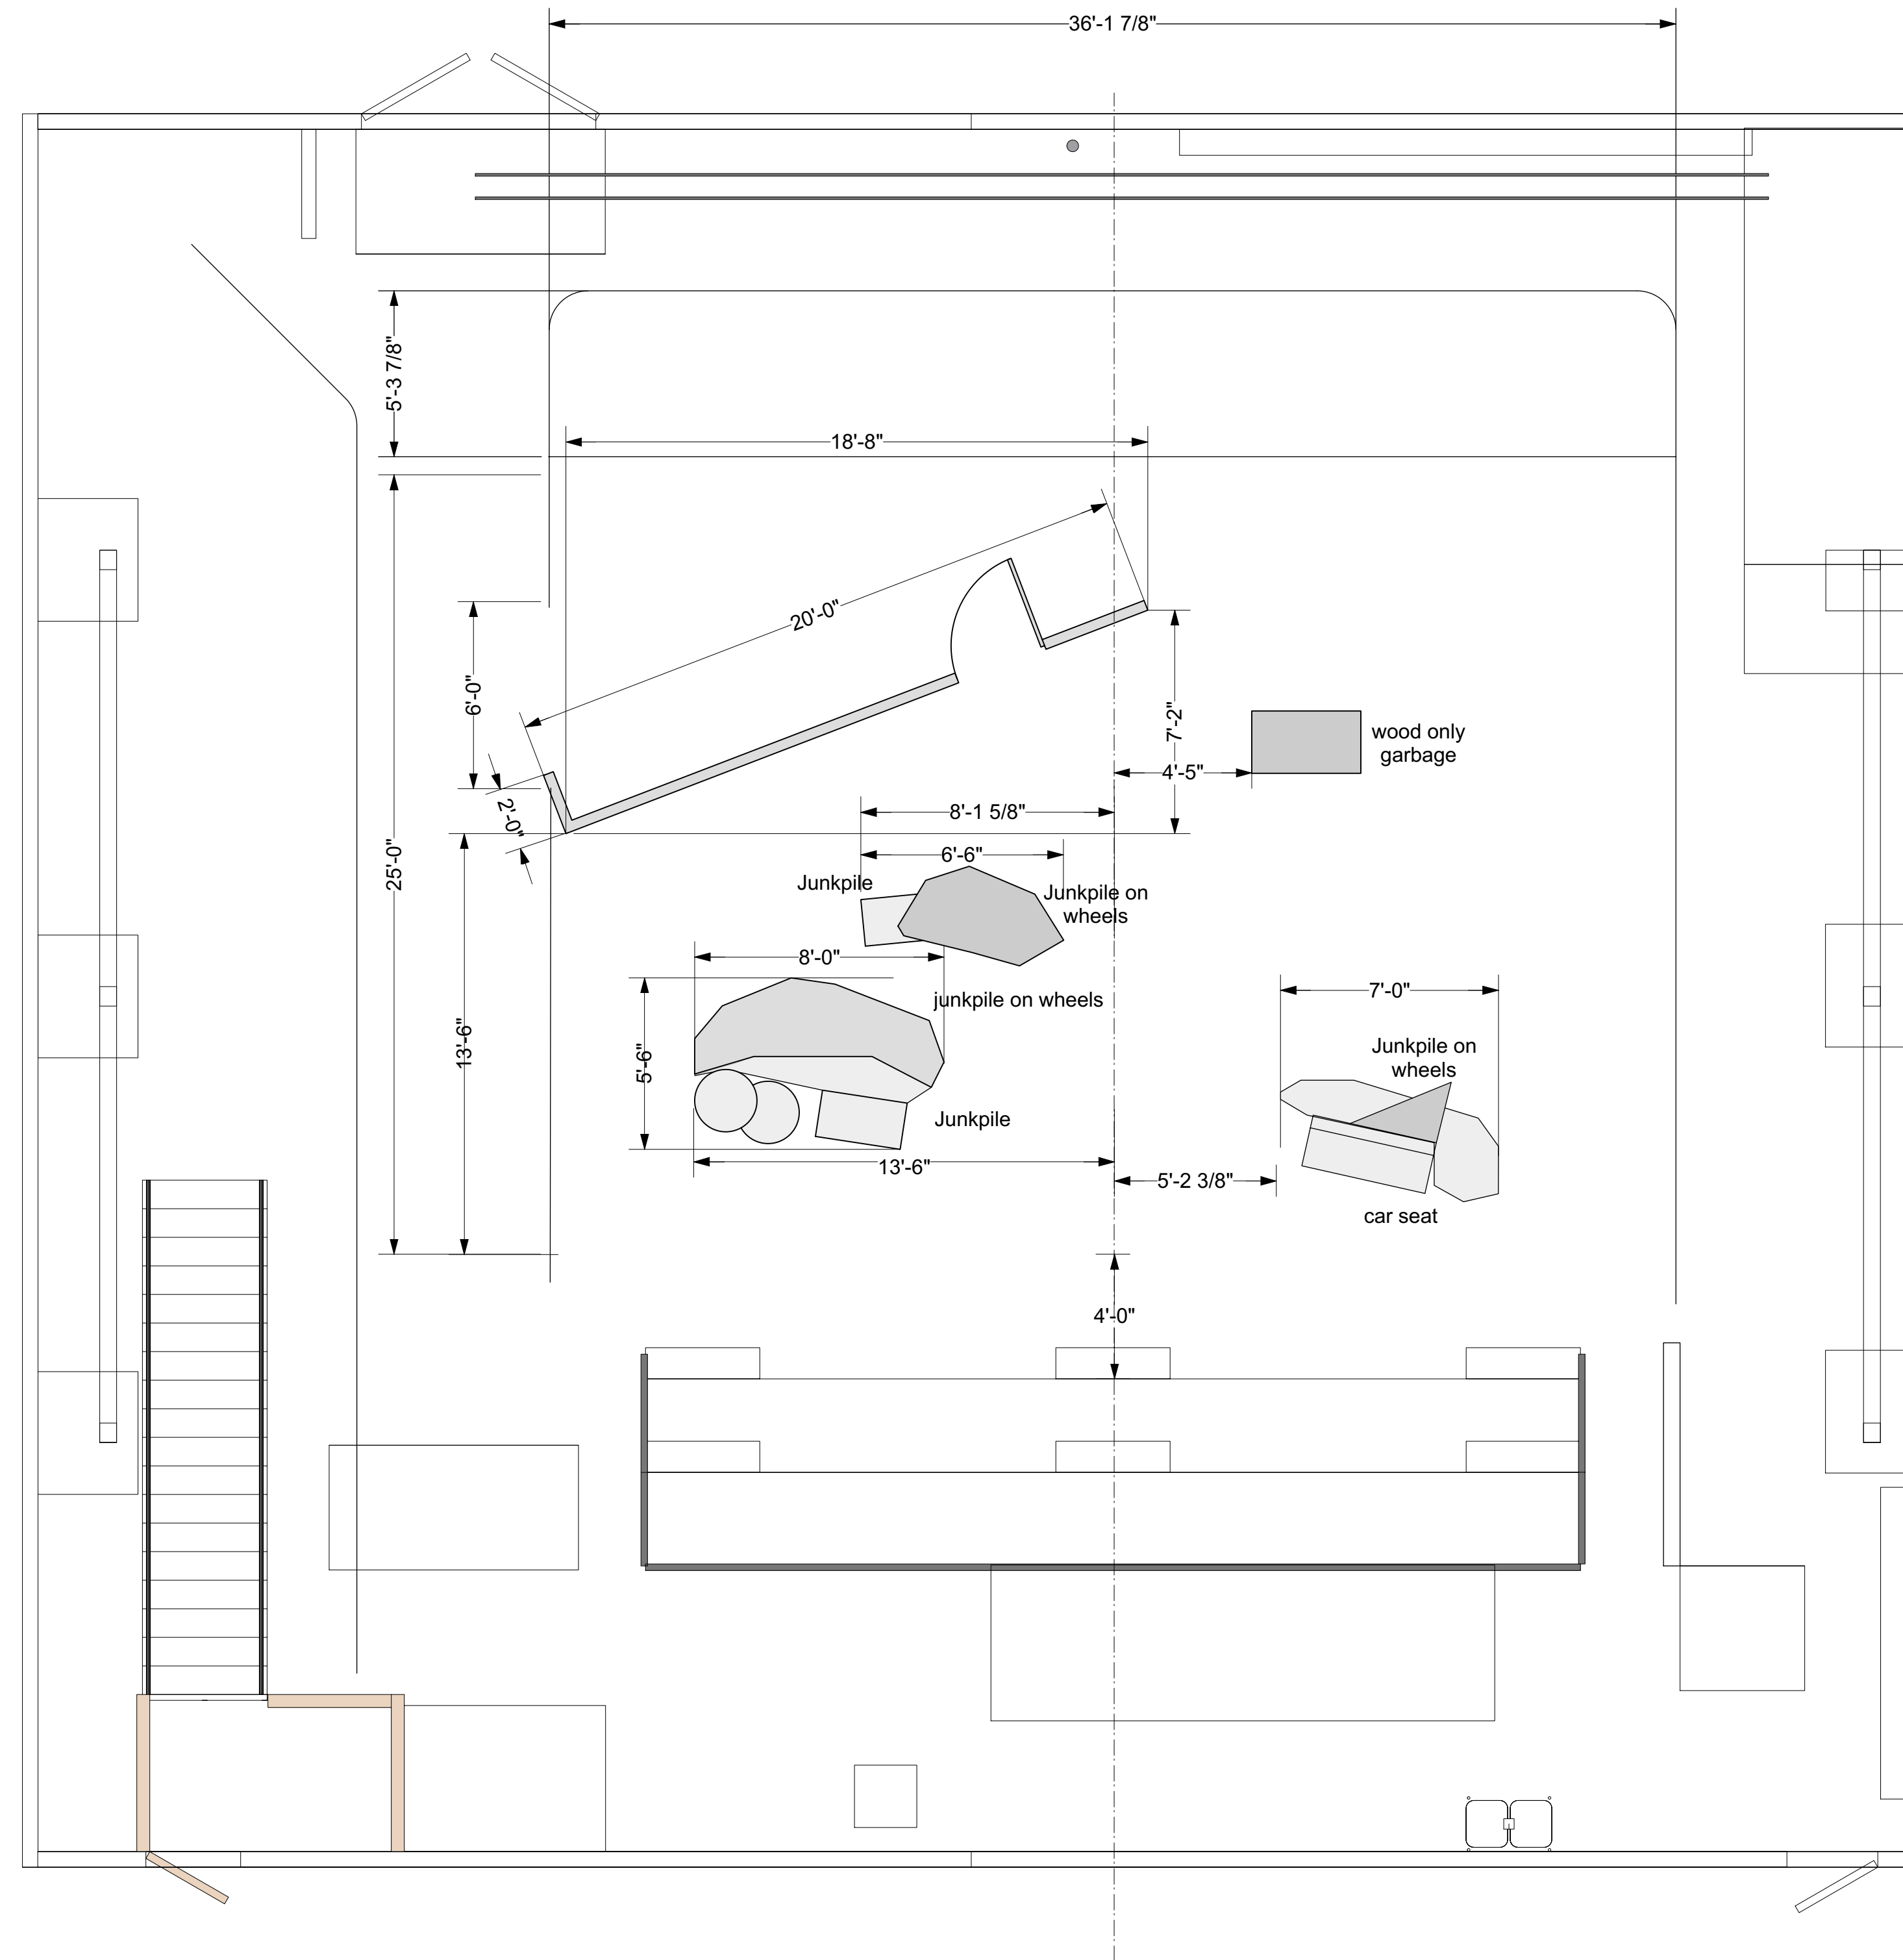 36'-1 7/8"
5'-3 7/8"
18'-8"
20'-0"
6'-0"
7'-2"
wood only
garbage
4'-5"
2'-0"
8'-1 5/8"
6'-6"
25'-0"
Junkpile
Junkpile on
wheels
8'-0"
7'-0"
junkpile on wheels
13'-6"
5'-6"
Junkpile on
wheels
Junkpile
13'-6"
5'-2 3/8"
car seat
4'-0"